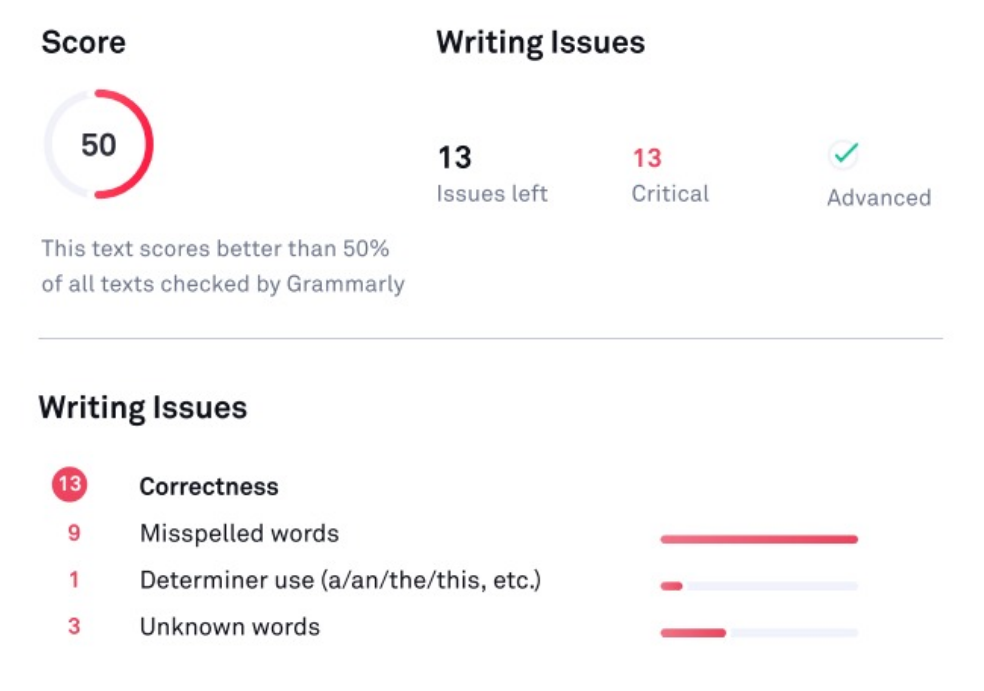 Score
Writing Issues
50
13
13
Issues left
Critical
Advanced
This text scores better than 50%
of all texts checked by Grammarly
Writing Issues
13 Correctness
9 Misspelled words
1 Determiner use (a/an/the/this, etc.)
3 Unknown words